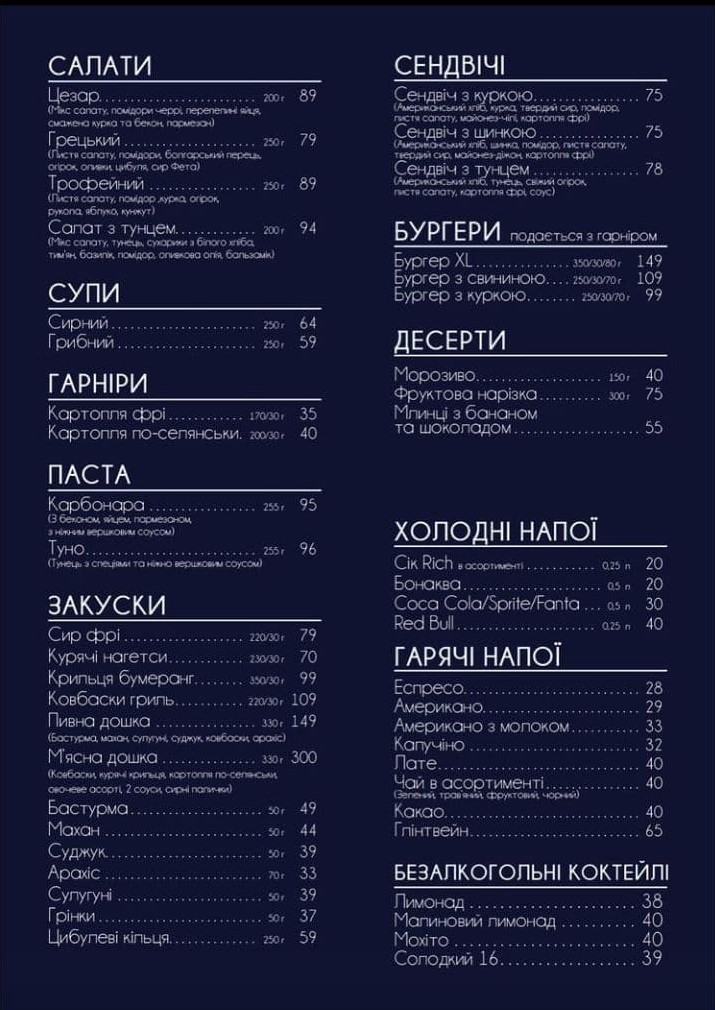 САЛАТИ
Цезар 200 г 89
(Мікс салату, помідори черрі, перепелині яйця,
смажена курка та бекон, пармезан)
Грецький 250 г 79
(Листя салату, помідори, болгарський перець,
огірок, оливки, цибуля, сир Фета)
Трофейний 250 г 89
(Листя салату, помідор ,курка, огірок,
рукола, яблуко, кунжут)
Салат з тунцем 200 г 94
(Мікс салату, тунець, сухарики з білого хліба,
тим'ян, базилік, помідор, оливкова олія, бальзамік)
СУПИ
Сирний 250 г 64
Грибний 250 г 59
ГАРНІРИ
Картопля фрі 170/30 г 35
Картопля по-селянськи. 200/30 г 40
ПАСТА
Карбонара 255 г 95
(З беконом, яйцем, пармезаном,
з ніжним вершковим соусом)
Туно 255 г 96
(Тунець з спеціями та ніжно вершковим соусом)
ЗАКУСКИ
Сир фрі 220/30 г 79
Курячі нагетси 230/30 г 70
Крильця бумеранг 350/30 г 99
Ковбаски гриль 220/30 г 109
Пивна дошка 330 г 149
(Бастурма, махан, сулугуні, суджук, ковбаски, арахіс)
М'ясна дошка 330 г 300
(Ковбаски, курячі крильця, картопля по-селянськи,
овочеве асорті, 2 соуси, сирні палички)
Бастурма 50 г 49
Махан 50 г 44
Суджук 50 г 39
Арахіс 70 г 33
Сулугуні 50 г 39
Грінки 50 г 37
Цибулеві кільця 250 г 59
СЕНДВІЧІ
Сендвіч з куркою 75
(Американський хліб, курка, твердий сир, помідор,
листя салату, майонез-чілі, картопля фрі)
Сендвіч з шинкою 75
(Американський хліб, шинка, помідор, листя салату,
твердий сир, майонез-діжон, картопля фрі)
Сендвіч з тунцем 78
(Американський хліб, тунець, свіжий огірок,
листя салату, картопля фрі, соус)
БУРГЕРИ подається з гарніром
Бургер XL 350/30/80 г 149
Бургер з свининою 250/30/70 г 109
Бургер з куркою 250/30/70 г 99
ДЕСЕРТИ
Морозиво 150 г 40
Фруктова нарізка 300 г 75
Млинці з бананом
та шоколадом 55
ХОЛОДНІ НАПОЇ
Сік Rich в асортименті 0,25 л 20
Бонаква 0,5 л 20
Coca Cola/Sprite/Fanta 0,5 л 30
Red Bull 0,25 л 40
ГАРЯЧІ НАПОЇ
Еспресо 28
Американо 29
Американо з молоком 33
Капучіно 32
Лате 40
Чай в асортименті 40
(Зелений, трав'яний, фруктовий, чорний)
Какао 40
Глінтвейн 65
БЕЗАЛКОГОЛЬНІ КОКТЕЙЛІ
Лимонад 38
Малиновий лимонад 40
Мохіто 40
Солодкий 16 39